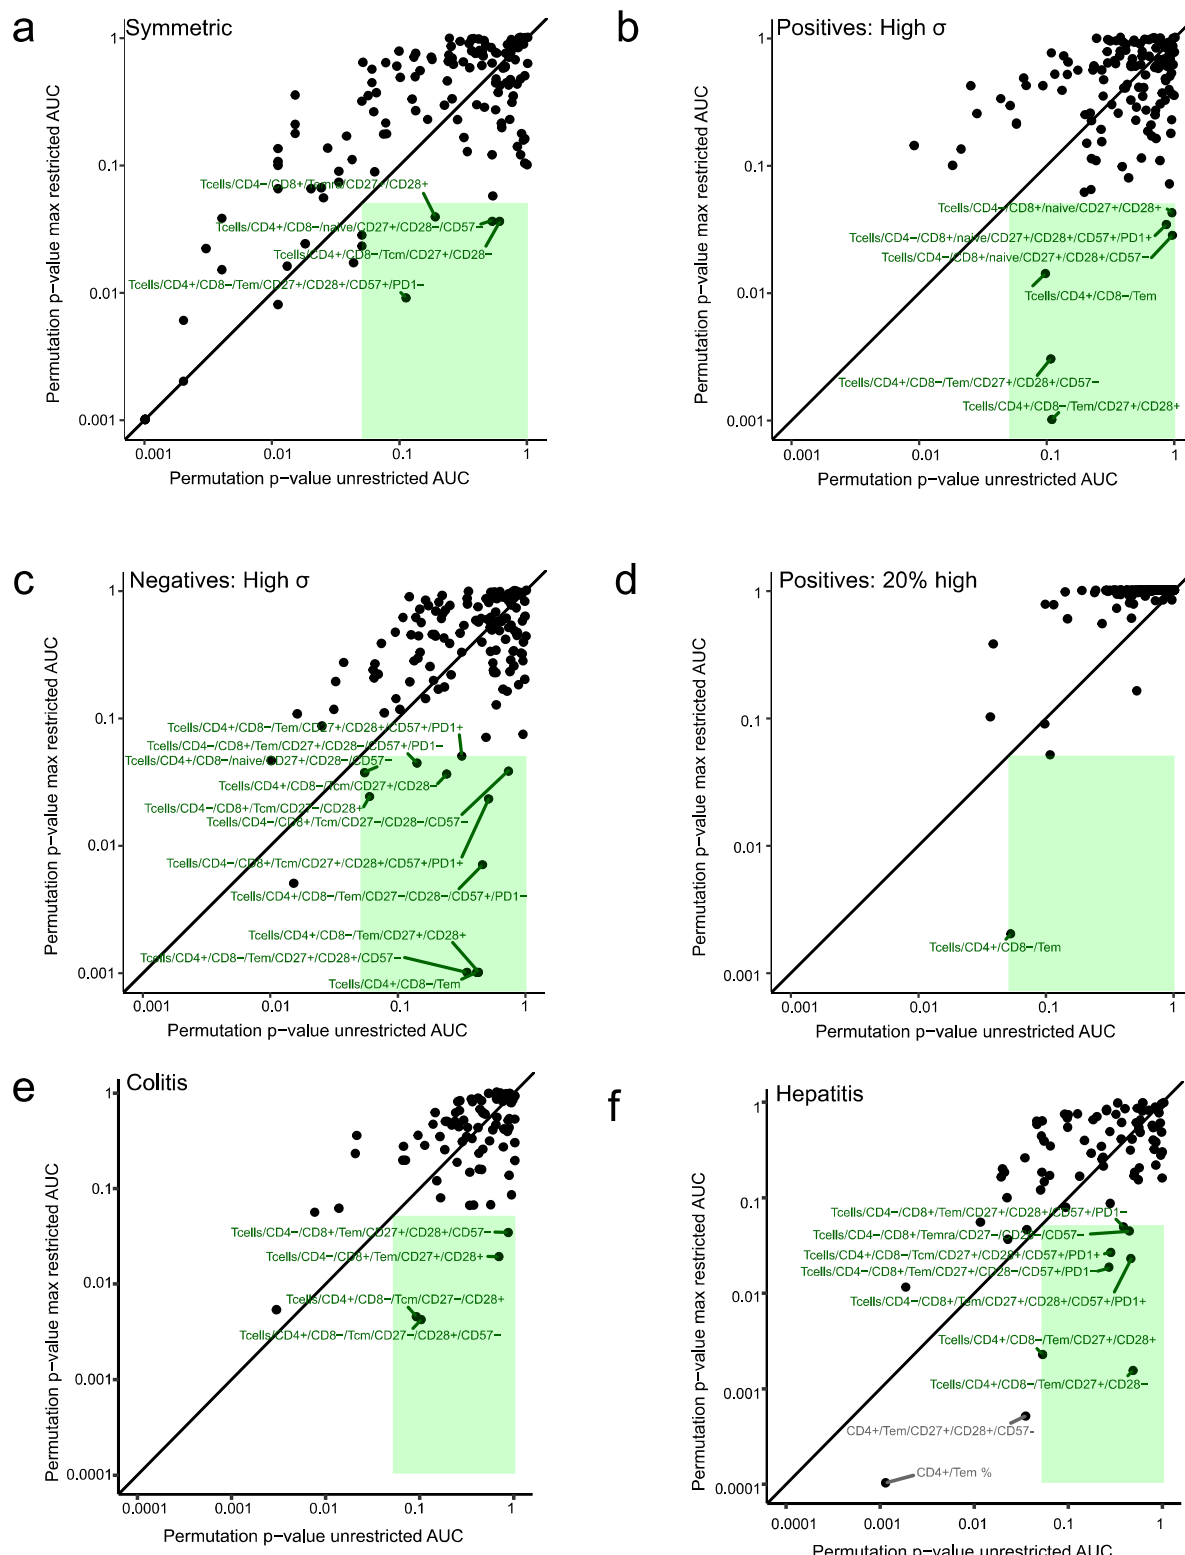 a
Symmetric
Permutation p−value max restricted AUC
1
0.1
0.01
0.001
Tcells/CD4−/CD8+/Temra/CD27+/CD28+
Tcells/CD4+/CD8−/naive/CD27+/CD28−/CD57−
Tcells/CD4+/CD8−/Tcm/CD27+/CD28−
Tcells/CD4+/CD8−/Tem/CD27+/CD28+/CD57+/PD1−
0.001
0.01
0.1
1
Permutation p−value unrestricted AUC
b
Positives: High σ
Permutation p−value max restricted AUC
1
0.1
0.01
0.001
Tcells/CD4−/CD8+/naive/CD27+/CD28+
Tcells/CD4−/CD8+/naive/CD27+/CD28+/CD57+/PD1+
Tcells/CD4−/CD8+/naive/CD27+/CD28+/CD57−
Tcells/CD4+/CD8−/Tem
Tcells/CD4+/CD8−/Tem/CD27+/CD28+/CD57−
Tcells/CD4+/CD8−/Tem/CD27+/CD28+
0.001
0.01
0.1
1
Permutation p−value unrestricted AUC
c
Negatives: High σ
Permutation p−value max restricted AUC
1
0.1
0.01
0.001
Tcells/CD4+/CD8−/Tem/CD27+/CD28+/CD57+/PD1+
Tcells/CD4−/CD8+/Tem/CD27+/CD28−/CD57+/PD1−
Tcells/CD4+/CD8−/naive/CD27+/CD28−/CD57−
Tcells/CD4+/CD8−/Tcm/CD27+/CD28−
Tcells/CD4−/CD8+/Tcm/CD27−/CD28+
Tcells/CD4−/CD8+/Tcm/CD27−/CD28−/CD57−
Tcells/CD4−/CD8+/Tcm/CD27+/CD28+/CD57+/PD1+
Tcells/CD4+/CD8−/Tem/CD27−/CD28−/CD57+/PD1−
Tcells/CD4+/CD8−/Tem/CD27+/CD28+
Tcells/CD4+/CD8−/Tem/CD27+/CD28+/CD57−
Tcells/CD4+/CD8−/Tem
0.001
0.01
0.1
1
Permutation p−value unrestricted AUC
d
Positives: 20% high
Permutation p−value max restricted AUC
1
0.1
0.01
0.001
Tcells/CD4+/CD8−/Tem
0.001
0.01
0.1
1
Permutation p−value unrestricted AUC
e
Colitis
Permutation p−value max restricted AUC
1
0.1
0.01
0.001
0.0001
Tcells/CD4−/CD8+/Tem/CD27+/CD28+/CD57−
Tcells/CD4−/CD8+/Tem/CD27+/CD28+
Tcells/CD4+/CD8−/Tcm/CD27−/CD28+
Tcells/CD4+/CD8−/Tcm/CD27−/CD28+/CD57−
0.0001
0.001
0.01
0.1
1
Permutation p−value unrestricted AUC
f
Hepatitis
Permutation p−value max restricted AUC
1
0.1
0.01
0.001
0.0001
Tcells/CD4−/CD8+/Tem/CD27+/CD28+/CD57+/PD1−
Tcells/CD4−/CD8+/Temra/CD27−/CD28−/CD57−
Tcells/CD4+/CD8−/Tcm/CD27+/CD28+/CD57+/PD1+
Tcells/CD4−/CD8+/Tem/CD27+/CD28−/CD57+/PD1−
Tcells/CD4−/CD8+/Tem/CD27+/CD28+/CD57+/PD1+
Tcells/CD4+/CD8−/Tem/CD27+/CD28+
Tcells/CD4+/CD8−/Tem/CD27+/CD28−
CD4+/Tem/CD27+/CD28+/CD57-
CD4+/Tem %
0.0001
0.001
0.01
0.1
1
Permutation p−value unrestricted AUC